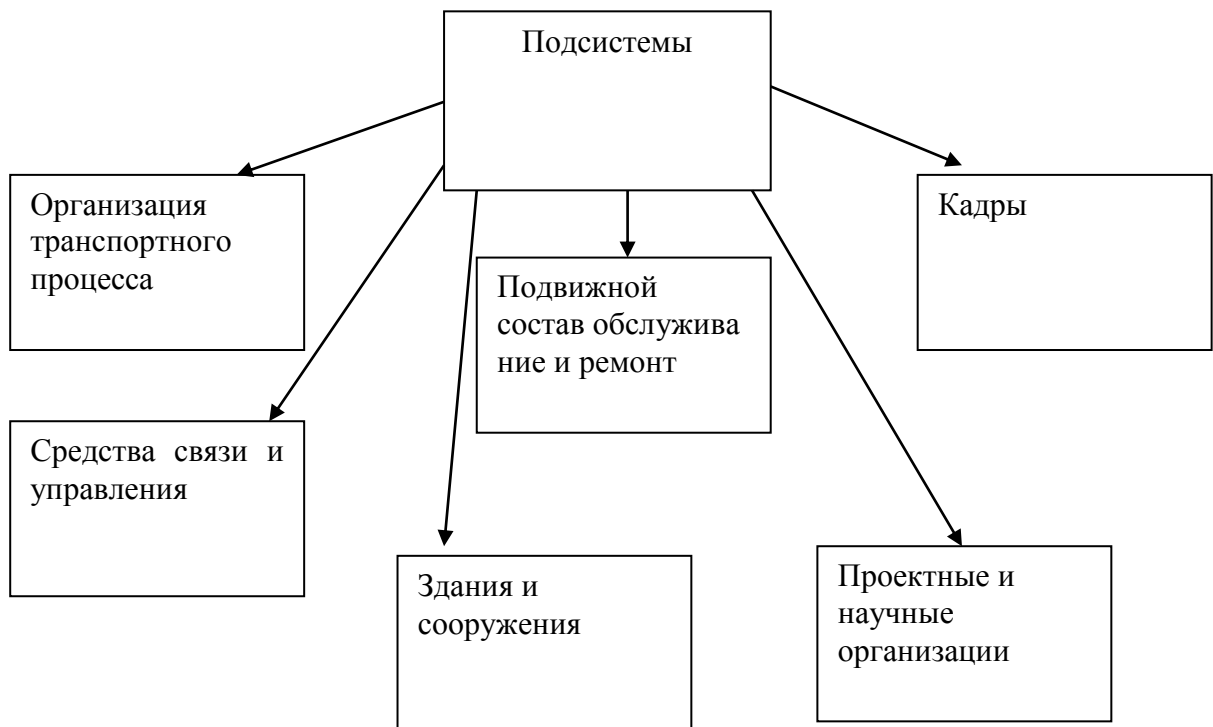 Подсистемы
Организация
транспортного
процесса
Кадры
Подвижной
состав обслужива
ние и ремонт
Средства связи и
управления
Здания и
сооружения
Проектные и
научные
организации